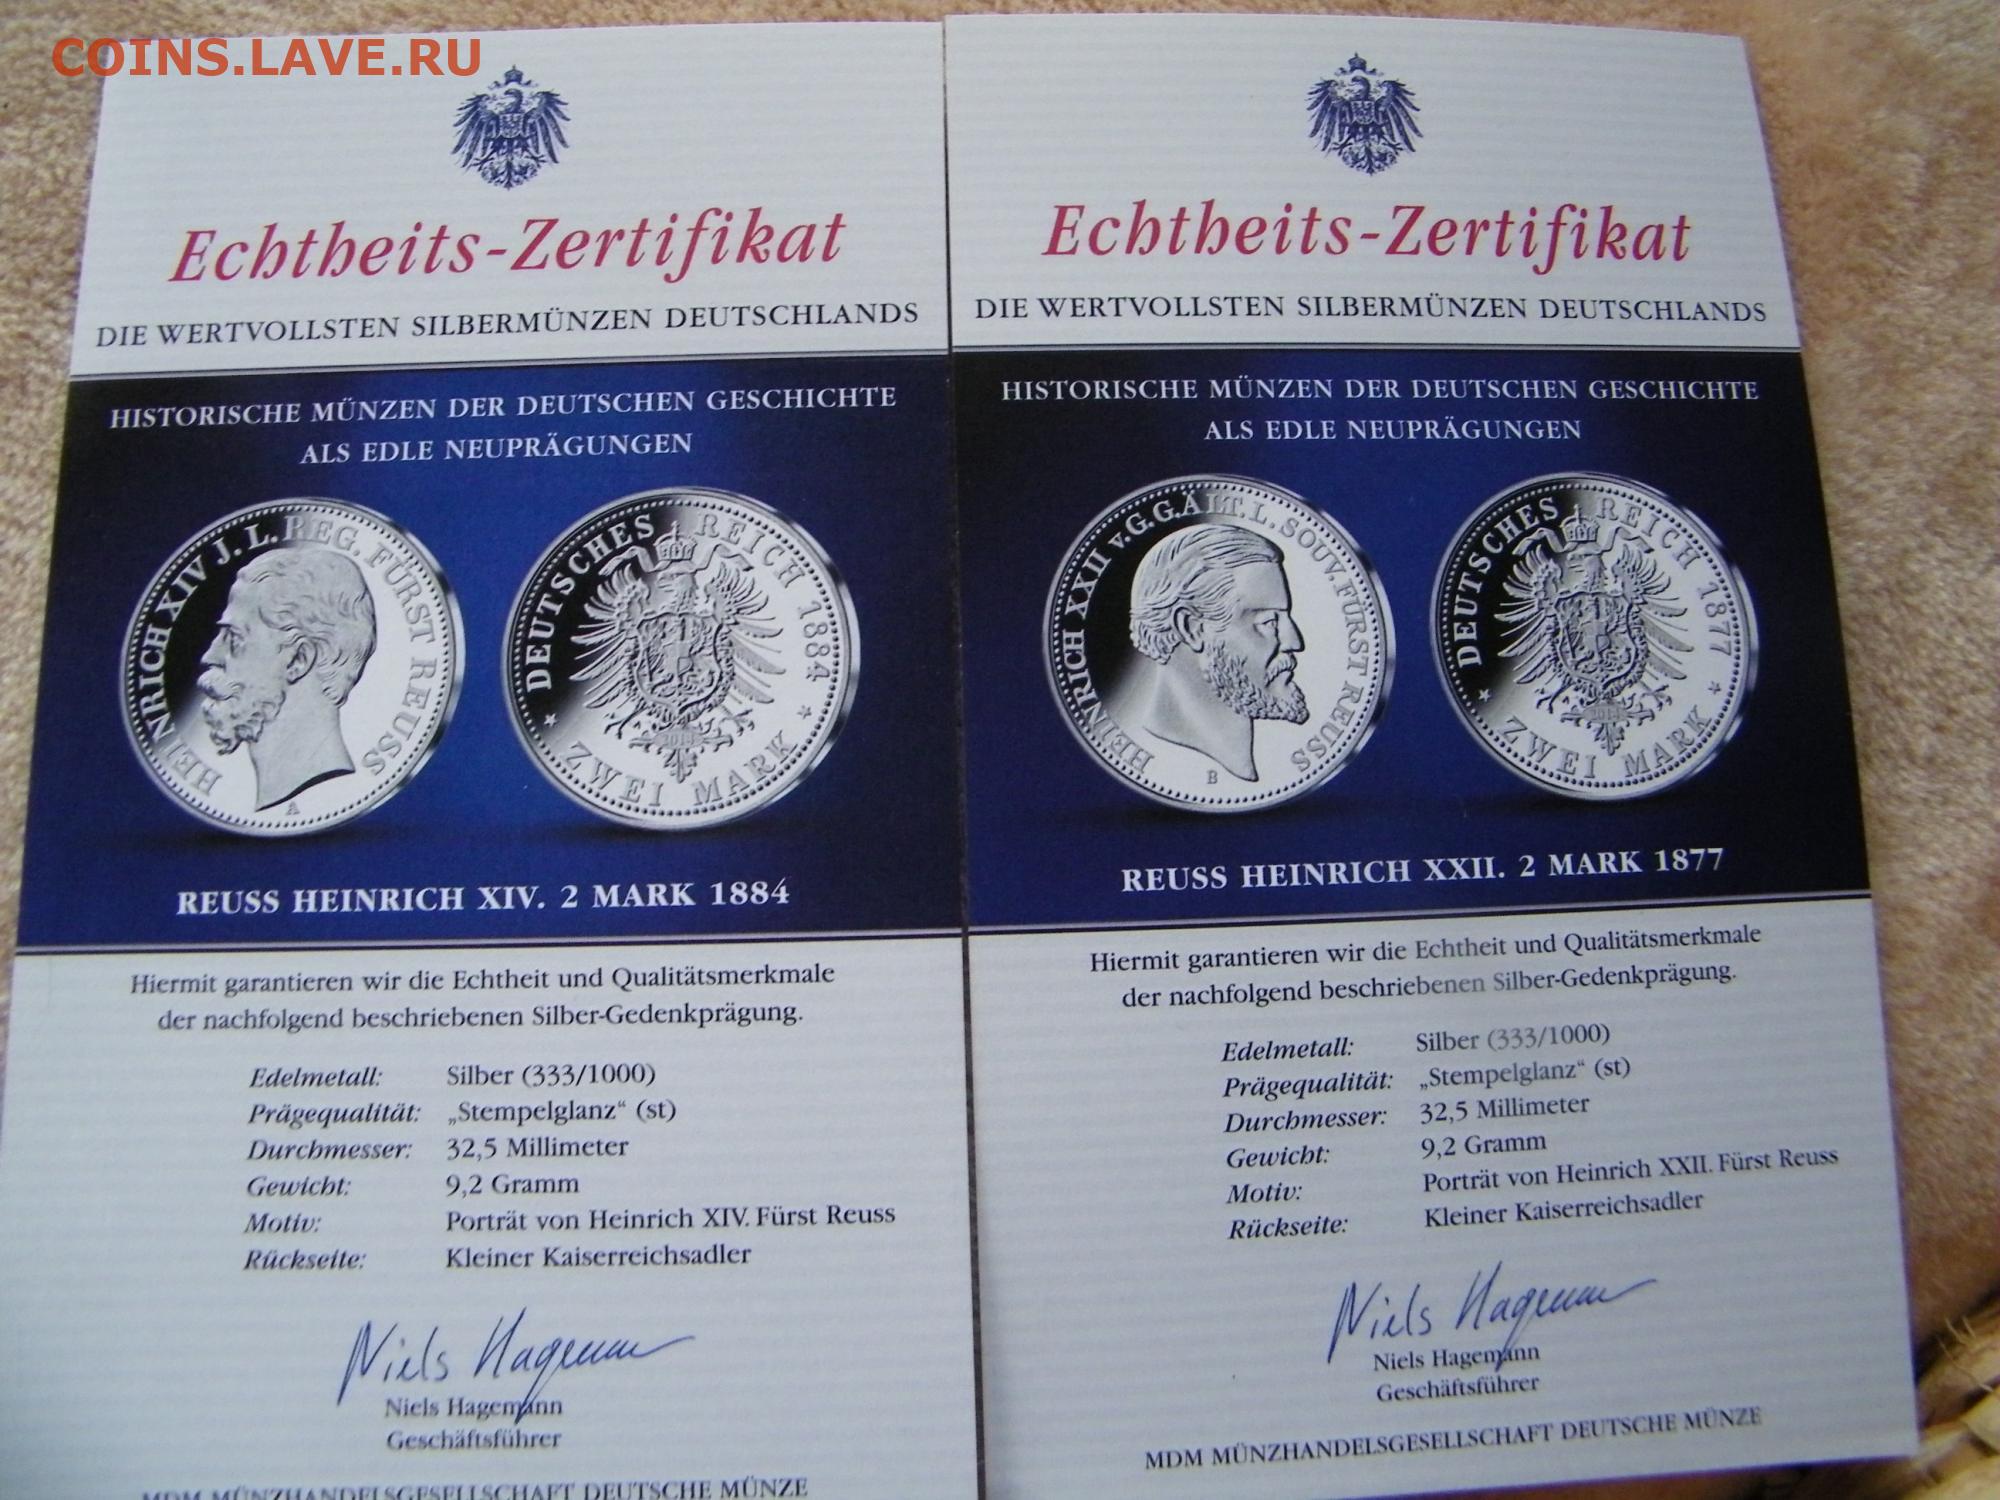 COINS.LAVE.RU
Echtheits-Zertifikat
DIE WERTVOLLSTEN SILBERMÜNZEN DEUTSCHLANDS
HISTORISCHE MÜNZEN DER DEUTSCHEN GESCHICHTE
ALS EDLE NEUPRÄGUNGEN
HEINRICH XIV J. L. REG. FÜRST REUSS
A
DEUTSCHES REICH 1884
ZWEI MARK
REUSS HEINRICH XIV. 2 MARK 1884
Hiermit garantieren wir die Echtheit und Qualitätsmerkmale
der nachfolgend beschriebenen Silber-Gedenkprägung.
Edelmetall: Silber (333/1000)
Prägequalität: „Stempelglanz“ (st)
Durchmesser: 32,5 Millimeter
Gewicht: 9,2 Gramm
Motiv: Porträt von Heinrich XIV. Fürst Reuss
Rückseite: Kleiner Kaiserreichsadler
Niels Hagemann
Niels Hagemann
Geschäftsführer
MDM MÜNZHANDELSGESELLSCHAFT DEUTSCHE MÜNZE
Echtheits-Zertifikat
DIE WERTVOLLSTEN SILBERMÜNZEN DEUTSCHLANDS
HISTORISCHE MÜNZEN DER DEUTSCHEN GESCHICHTE
ALS EDLE NEUPRÄGUNGEN
HEINRICH XXII v. G. G. ÄLT. L. SOUV. FÜRST REUSS
B
DEUTSCHES REICH 1877
ZWEI MARK
REUSS HEINRICH XXII. 2 MARK 1877
Hiermit garantieren wir die Echtheit und Qualitätsmerkmale
der nachfolgend beschriebenen Silber-Gedenkprägung.
Edelmetall: Silber (333/1000)
Prägequalität: „Stempelglanz“ (st)
Durchmesser: 32,5 Millimeter
Gewicht: 9,2 Gramm
Motiv: Porträt von Heinrich XXII. Fürst Reuss
Rückseite: Kleiner Kaiserreichsadler
Niels Hagemann
Niels Hagemann
Geschäftsführer
MDM MÜNZHANDELSGESELLSCHAFT DEUTSCHE MÜNZE